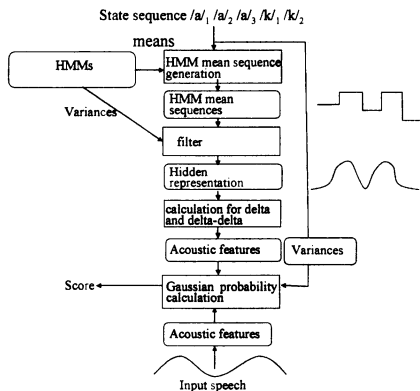 State sequence /a/₁ /a/₂ /a/₃ /k/₁ /k/₂
means
HMMs
HMM mean sequence
generation
Variances
HMM mean
sequences
filter
Hidden
representation
calculation for delta
and delta-delta
Acoustic features
Variances
Score
Gaussian probability
calculation
Acoustic features
Input speech